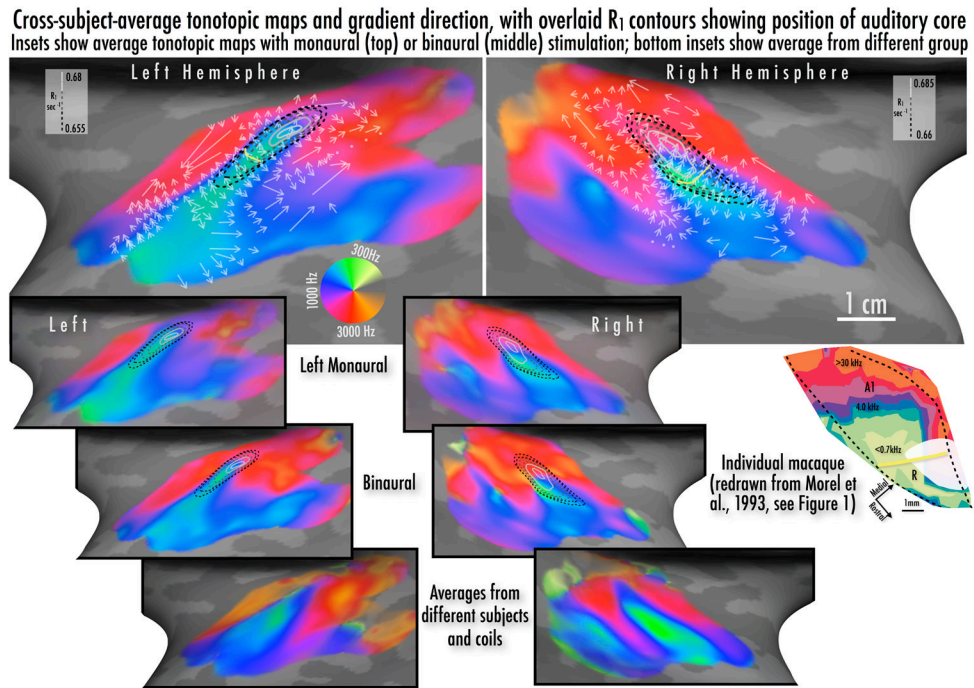 Cross-subject-average tonotopic maps and gradient direction, with overlaid R1 contours showing position of auditory core
Insets show average tonotopic maps with monaural (top) or binaural (middle) stimulation; bottom insets show average from different group
Left Hemisphere
0.68
R1
sec-1
0.655
Right Hemisphere
0.685
R1
sec-1
0.66
300Hz
1000 Hz
3000 Hz
1 cm
Left
Left Monaural
Right
Binaural
Individual macaque
(redrawn from Morel et
al., 1993, see Figure 1)
>30 kHz
A1
4.0 kHz
<0.7kHz
R
Medial
Rostral
1mm
Averages from
different subjects
and coils